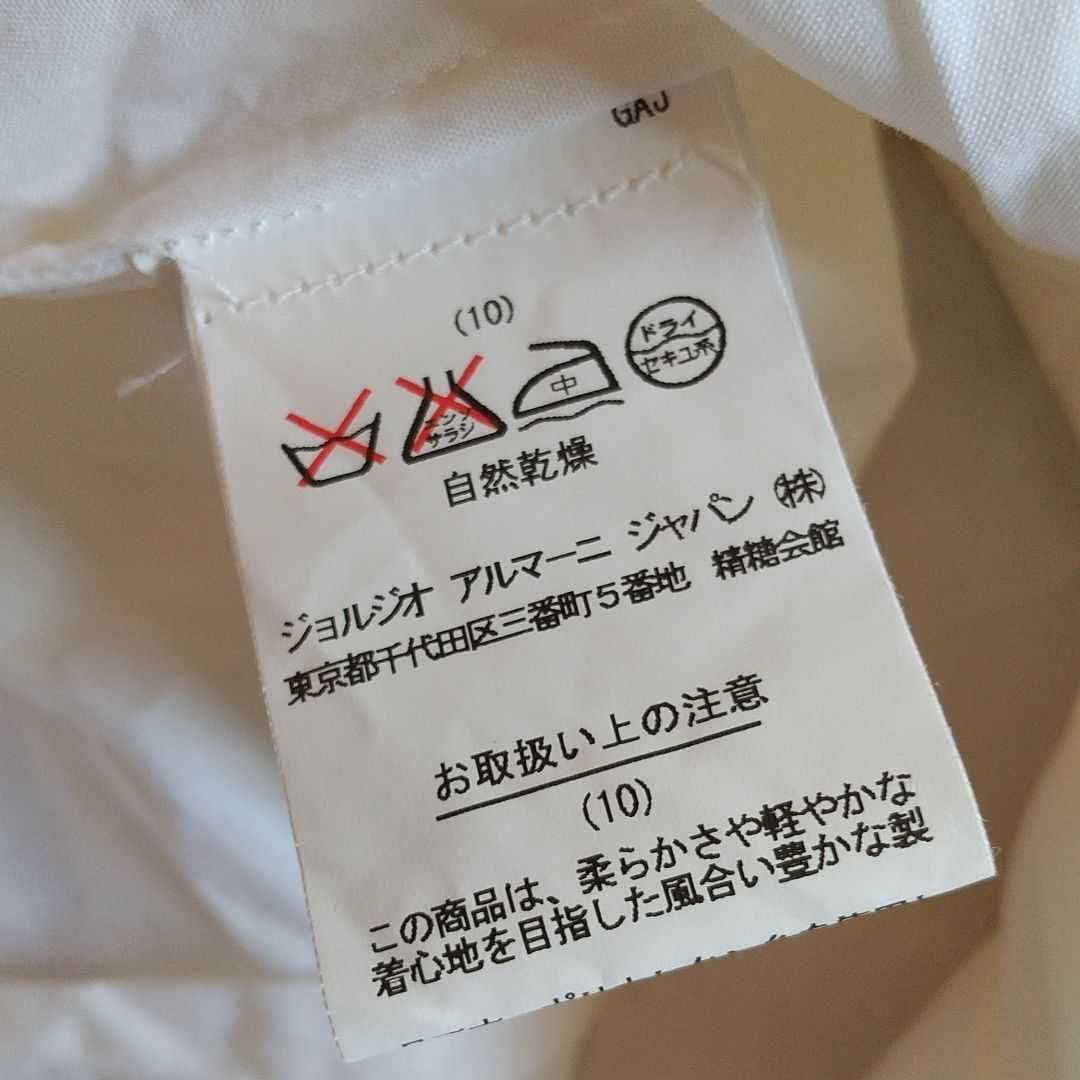 GAJ
(10)
エンソ
サラシ
中
ドライ
セキユ系
自然乾燥
ジョルジオ アルマーニ ジャパン ㈱
東京都千代田区三番町5番地 精糖会館
お取扱い上の注意
(10)
この商品は、柔らかさや軽やかな
着心地を目指した風合い豊かな製